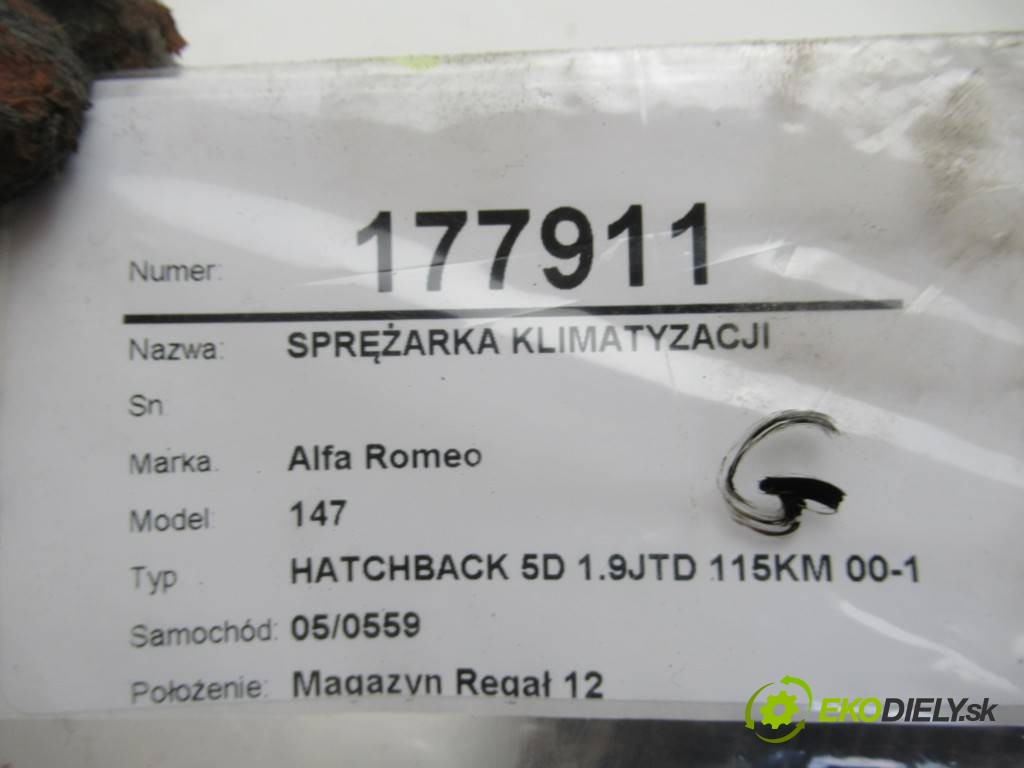 Numer: 177911
Nazwa: SPRĘŻARKA KLIMATYZACJI
Sn
Marka: Alfa Romeo
Model: 147
Typ HATCHBACK 5D 1.9JTD 115KM 00-1
Samochód: 05/0559
Położenie: Magazyn Regał 12
G
EKODIELY.sk